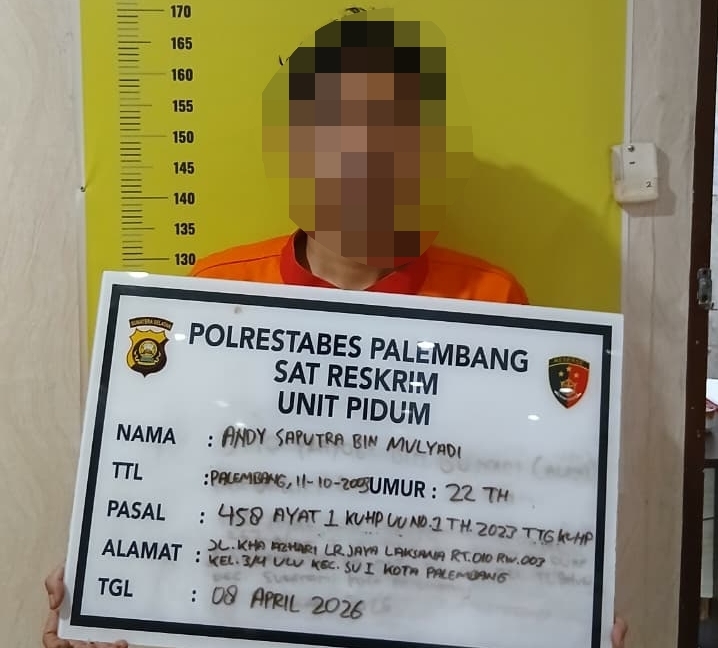 170
165
160
155
150
145
140
135
130
SUMATERA SELATAN
POLRESTABES PALEMBANG
RESERSE
SAT RESKRIM
UNIT PIDUM
NAMA : ANDY SAPUTRA BIN MULYADI
TTL : PALEMBANG, 11-10-2003 UMUR : 22 TH
PASAL : 458 AYAT 1 KUHP UU NO.1 TH.2023 TTG KUHP
ALAMAT : JL.KHA AZHARI LR.JAYA LAKSANA RT.010 RW.003
KEL.3/4 ULU KEC.SU I KOTA PALEMBANG
TGL : 08 APRIL 2026